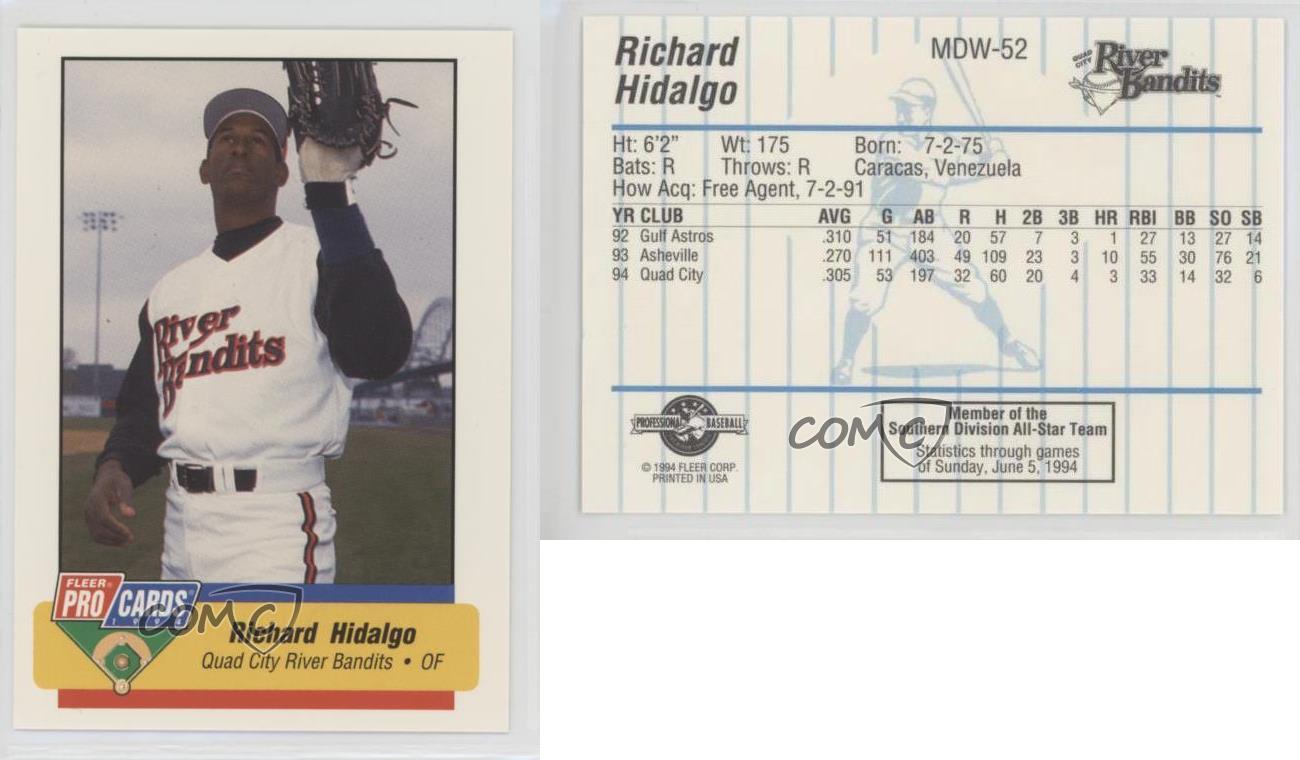 River
Bandits
FLEER®
PRO CARDS®
1994
COMC
Richard Hidalgo
Quad City River Bandits • OF
Richard
Hidalgo
MDW-52
QUAD CITY
River
Bandits™
Ht: 6'2" Wt: 175 Born: 7-2-75
Bats: R Throws: R Caracas, Venezuela
How Acq: Free Agent, 7-2-91
YR CLUB AVG G AB R H 2B 3B HR RBI BB SO SB
92 Gulf Astros .310 51 184 20 57 7 3 1 27 13 27 14
93 Asheville .270 111 403 49 109 23 3 10 55 30 76 21
94 Quad City .305 53 197 32 60 20 4 3 33 14 32 6
PROFESSIONAL BASEBALL
© 1994 FLEER CORP.
PRINTED IN USA
COMC
Member of the
Southern Division All-Star Team
Statistics through games
of Sunday, June 5, 1994